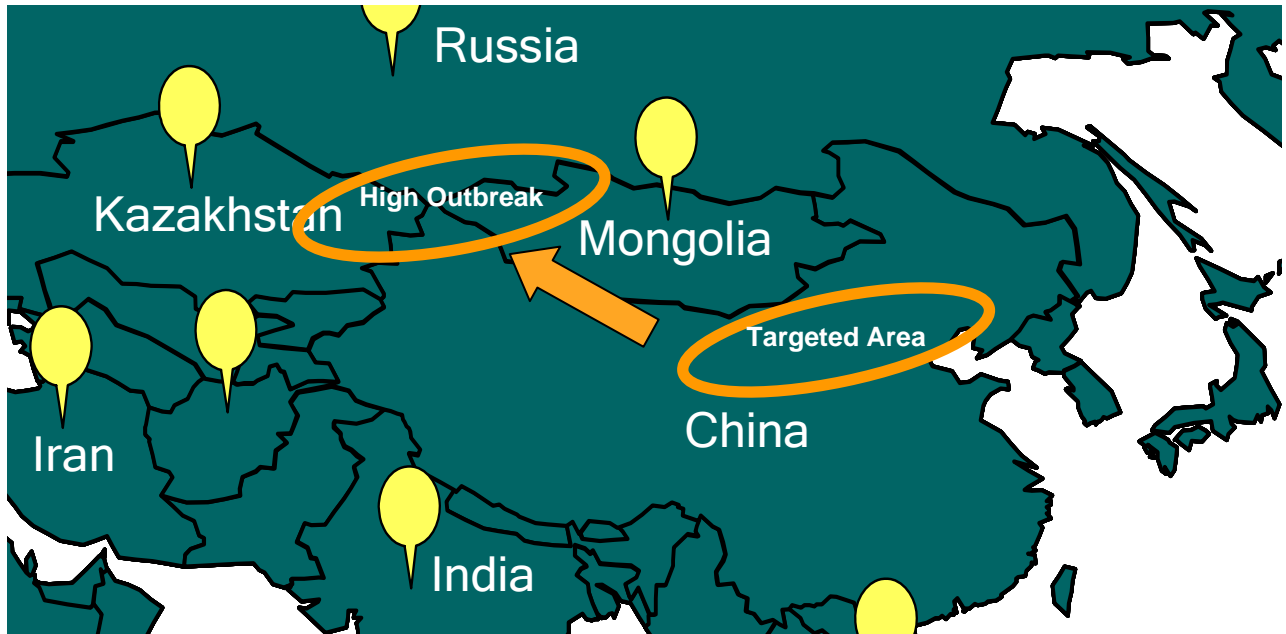 Russia
High Outbreak
Kazakhstan
Mongolia
Targeted Area
China
Iran
India